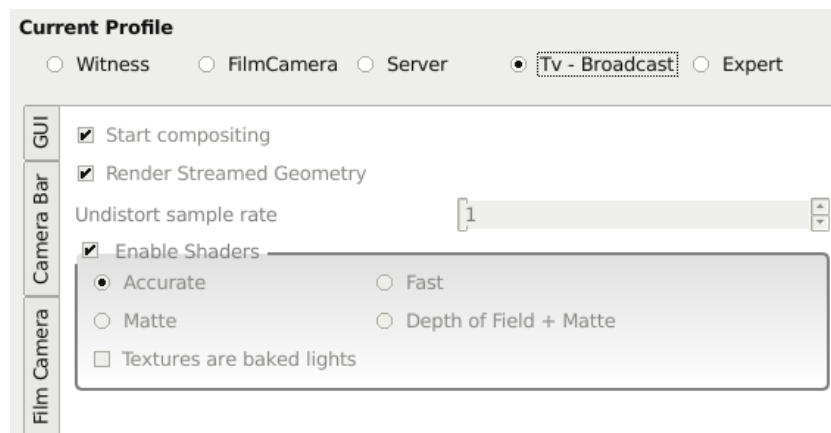 Current Profile
Witness FilmCamera Server Tv - Broadcast Expert
GUI
Camera Bar
Film Camera
Start compositing
Render Streamed Geometry
Undistort sample rate 1
Enable Shaders
Accurate Fast
Matte Depth of Field + Matte
Textures are baked lights